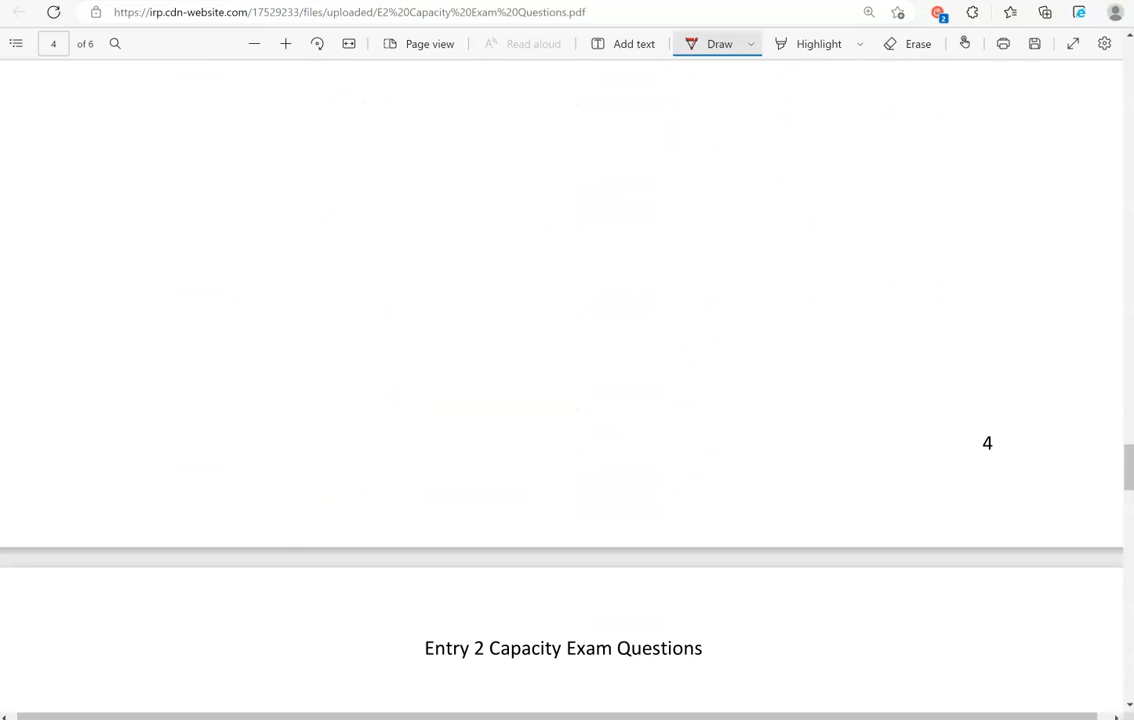 https://irp.cdn-website.com/17529233/files/uploaded/E2%20Capacity%20Exam%20Questions.pdf
2
4 of 6 Page view Read aloud Add text Draw Highlight Erase
4
Entry 2 Capacity Exam Questions